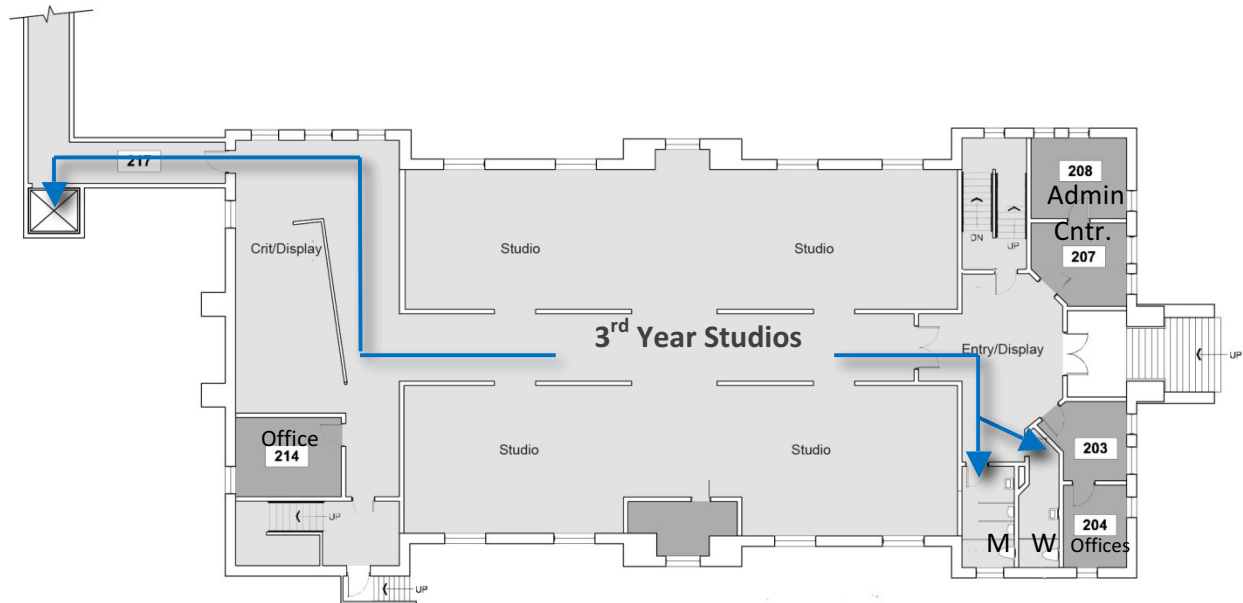 217
208
Admin
Cntr.
207
DN
UP
Crit/Display
Studio
Studio
3rd Year Studios
Entry/Display
UP
Office
214
Studio
Studio
203
UP
M
W
204
Offices
UP